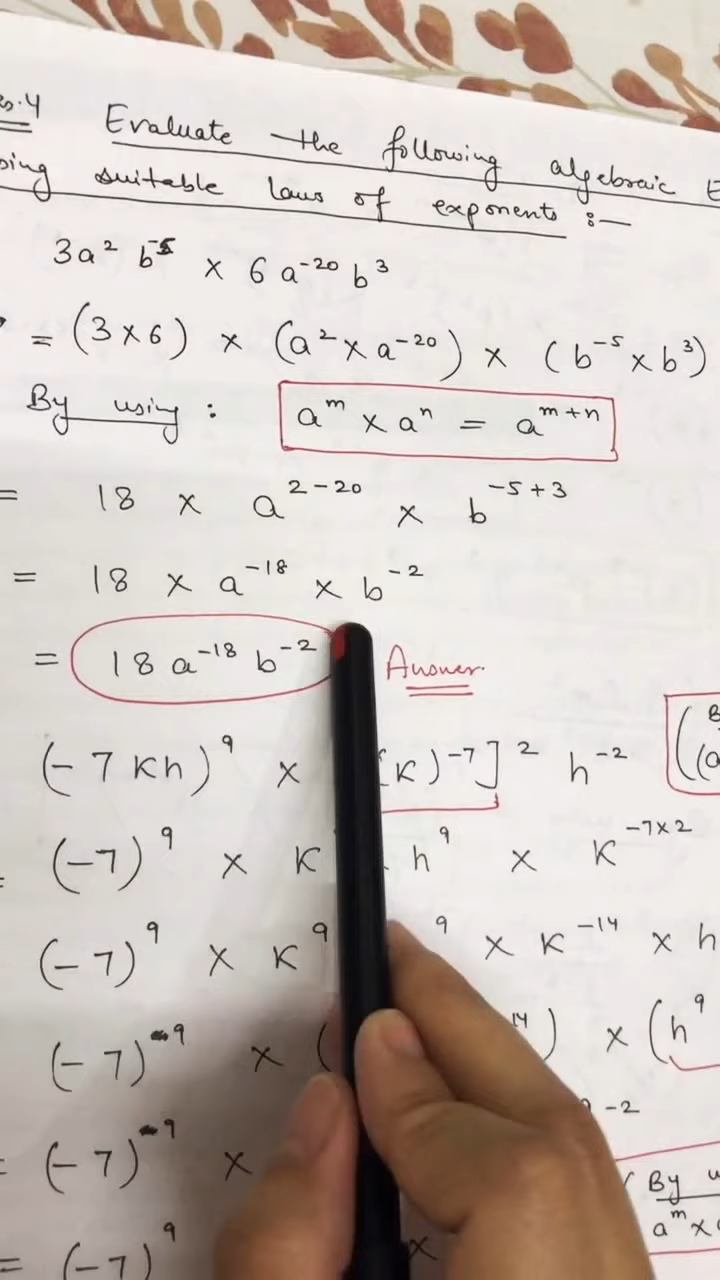 Evaluate the following algebraic
suitable laws of exponents :—
3a² b⁻⁵ × 6 a⁻²⁰ b³
= (3×6) × (a² × a⁻²⁰) × (b⁻⁵ × b³)
By using : aᵐ × aⁿ = aᵐ⁺ⁿ
= 18 × a²⁻²⁰ × b⁻⁵⁺³
= 18 × a⁻¹⁸ × b⁻²
= 18 a⁻¹⁸ b⁻² Answer.
(-7 Kh)⁹ × K)⁻⁷]² h⁻²
(-7)⁹ × K h⁹ × K⁻⁷ˣ²
(-7)⁹ × K⁹ ⁹ × K⁻¹⁴ × h
(-7)⁹ × ( ¹⁴) × (h⁹
= (-7)⁹ × ⁻²
By
aᵐ ×
= (-7)⁹ ×